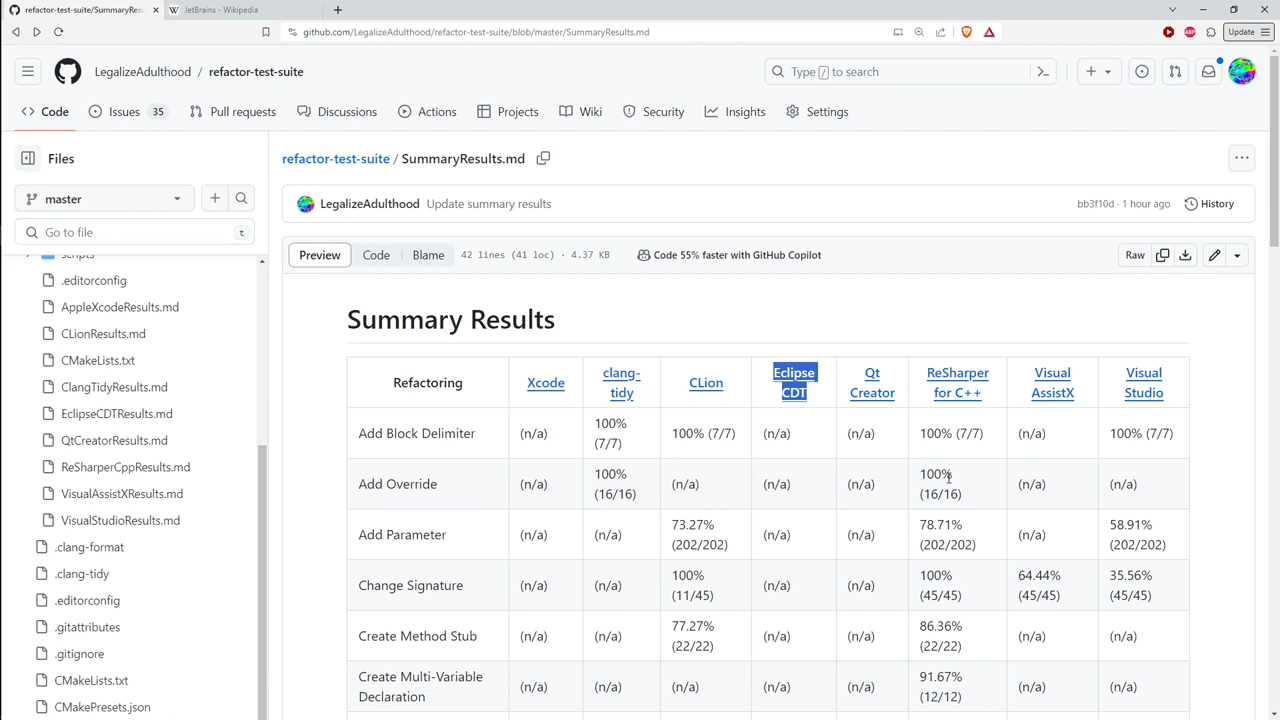 refactor-test-suite/SummaryRes
JetBrains - Wikipedia
github.com/LegalizeAdulthood/refactor-test-suite/blob/master/SummaryResults.md
ABP
Update
LegalizeAdulthood / refactor-test-suite
Type / to search
Code
Issues 35
Pull requests
Discussions
Actions
Projects
Wiki
Security
Insights
Settings
Files
refactor-test-suite / SummaryResults.md
master
LegalizeAdulthood Update summary results
bb3f10d · 1 hour ago
History
Go to file
t
Preview
Code
Blame
42 lines (41 loc) · 4.37 KB
Code 55% faster with GitHub Copilot
Raw
scripts
.editorconfig
AppleXcodeResults.md
CLionResults.md
CMakeLists.txt
ClangTidyResults.md
EclipseCDTResults.md
QtCreatorResults.md
ReSharperCppResults.md
VisualAssistXResults.md
VisualStudioResults.md
.clang-format
.clang-tidy
.editorconfig
.gitattributes
.gitignore
CMakeLists.txt
CMakePresets.json
Summary Results
Refactoring
Xcode
clang-
tidy
CLion
Eclipse
CDT
Qt
Creator
ReSharper
for C++
Visual
AssistX
Visual
Studio
Add Block Delimiter
(n/a)
100%
(7/7)
100% (7/7)
(n/a)
(n/a)
100% (7/7)
(n/a)
100% (7/7)
Add Override
(n/a)
100%
(16/16)
(n/a)
(n/a)
(n/a)
100%
(16/16)
(n/a)
(n/a)
Add Parameter
(n/a)
(n/a)
73.27%
(202/202)
(n/a)
(n/a)
78.71%
(202/202)
(n/a)
58.91%
(202/202)
Change Signature
(n/a)
(n/a)
100%
(11/45)
(n/a)
(n/a)
100%
(45/45)
64.44%
(45/45)
35.56%
(45/45)
Create Method Stub
(n/a)
(n/a)
77.27%
(22/22)
(n/a)
(n/a)
86.36%
(22/22)
(n/a)
(n/a)
Create Multi-Variable
Declaration
(n/a)
(n/a)
(n/a)
(n/a)
(n/a)
91.67%
(12/12)
(n/a)
(n/a)